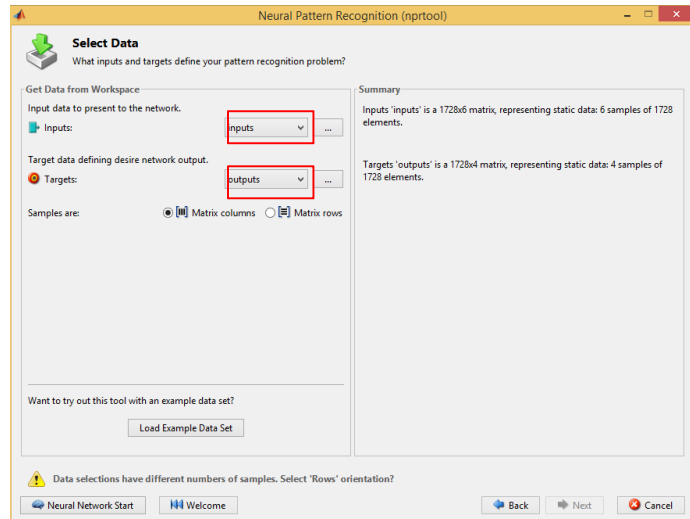 Neural Pattern Recognition (nprtool)
Select Data
What inputs and targets define your pattern recognition problem?
Get Data from Workspace
Input data to present to the network.
Inputs:
inputs
...
Target data defining desire network output.
Targets:
outputs
...
Samples are:
Matrix columns
Matrix rows
Want to try out this tool with an example data set?
Load Example Data Set
Summary
Inputs 'inputs' is a 1728x6 matrix, representing static data: 6 samples of 1728
elements.
Targets 'outputs' is a 1728x4 matrix, representing static data: 4 samples of
1728 elements.
Data selections have different numbers of samples. Select 'Rows' orientation?
Neural Network Start
Welcome
Back
Next
Cancel